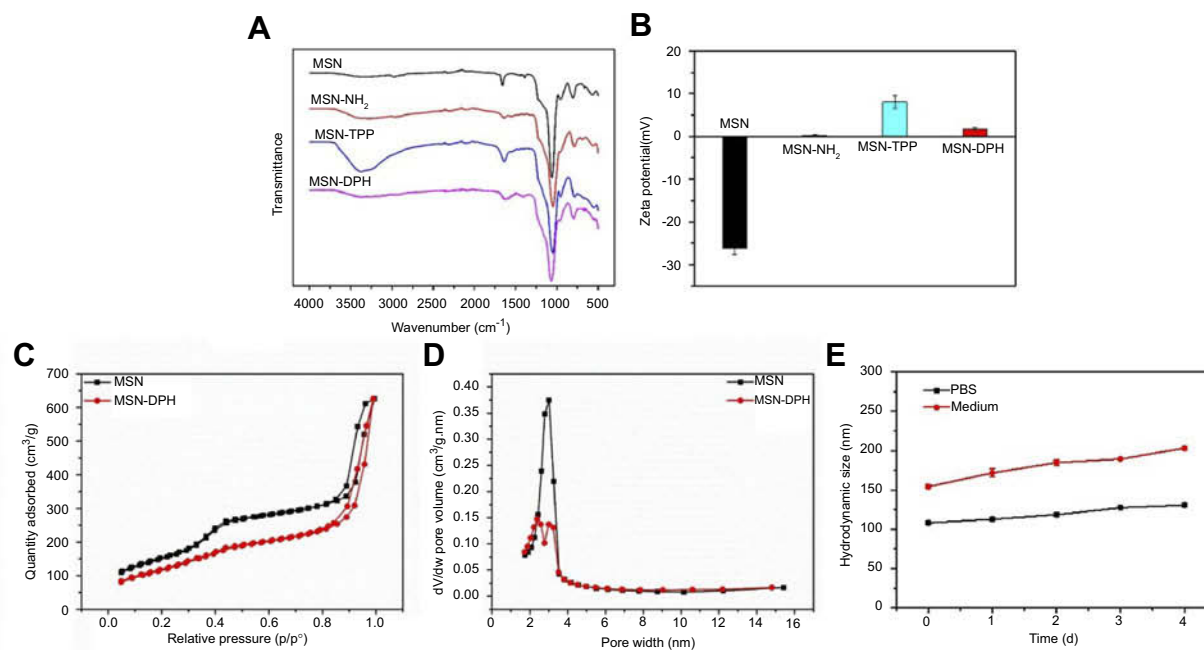 A
MSN
MSN-NH2
MSN-TPP
MSN-DPH
Transmittance
4000 3500 3000 2500 2000 1500 1000 500
Wavenumber (cm-1)
B
20
10
0
-10
-20
-30
Zeta potential(mV)
MSN
MSN-NH2
MSN-TPP
MSN-DPH
C
700
600
500
400
300
200
100
0
Quantity adsorbed (cm3/g)
MSN
MSN-DPH
0.0 0.2 0.4 0.6 0.8 1.0
Relative pressure (p/p°)
D
0.40
0.35
0.30
0.25
0.20
0.15
0.10
0.05
0.00
dV/dw pore volume (cm3/g.nm)
MSN
MSN-DPH
0 2 4 6 8 10 12 14 16
Pore width (nm)
E
300
250
200
150
100
50
0
Hydrodynamic size (nm)
PBS
Medium
0 1 2 3 4
Time (d)